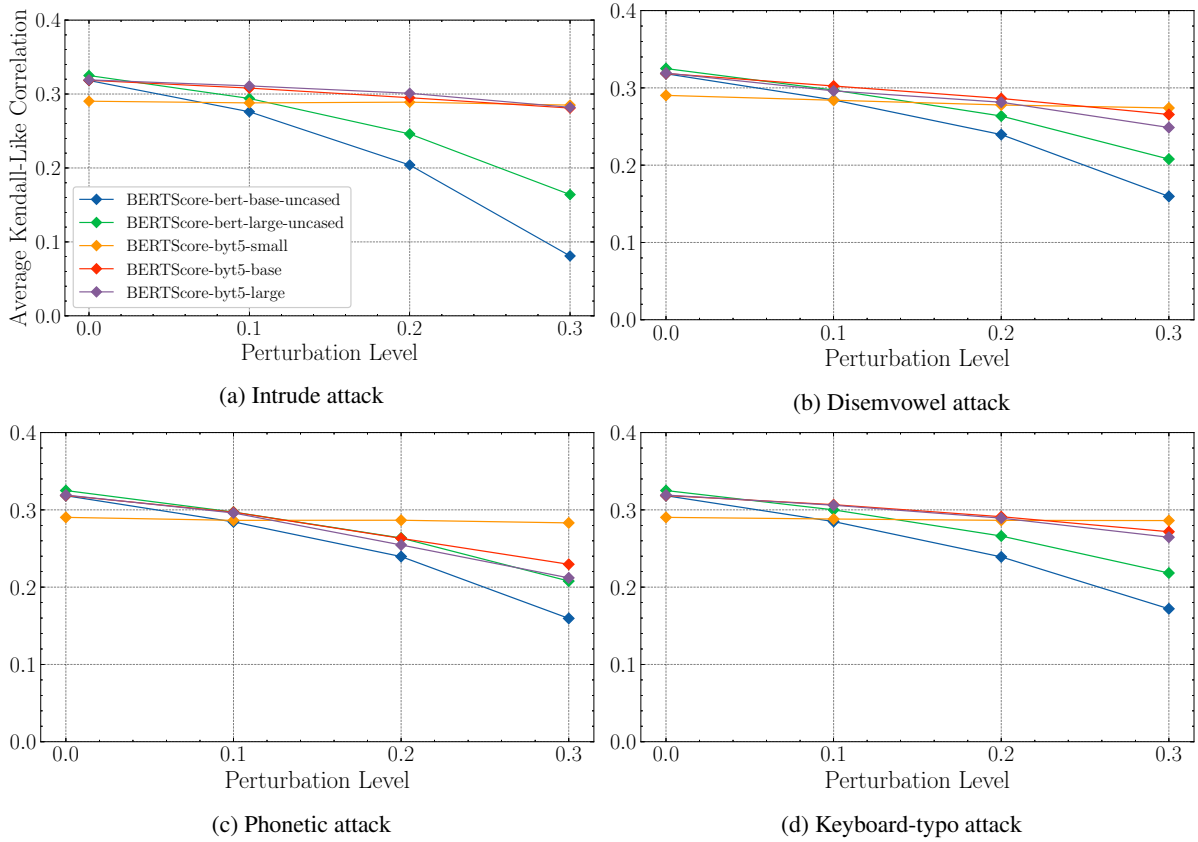 0.4
0.3
0.2
0.1
0.0
Average Kendall-Like Correlation
BERTScore-bert-base-uncased
BERTScore-bert-large-uncased
BERTScore-byt5-small
BERTScore-byt5-base
BERTScore-byt5-large
0.0 0.1 0.2 0.3
Perturbation Level
(a) Intrude attack
0.4
0.3
0.2
0.1
0.0
0.0 0.1 0.2 0.3
Perturbation Level
(b) Disemvowel attack
0.4
0.3
0.2
0.1
0.0
0.0 0.1 0.2 0.3
Perturbation Level
(c) Phonetic attack
0.4
0.3
0.2
0.1
0.0
0.0 0.1 0.2 0.3
Perturbation Level
(d) Keyboard-typo attack